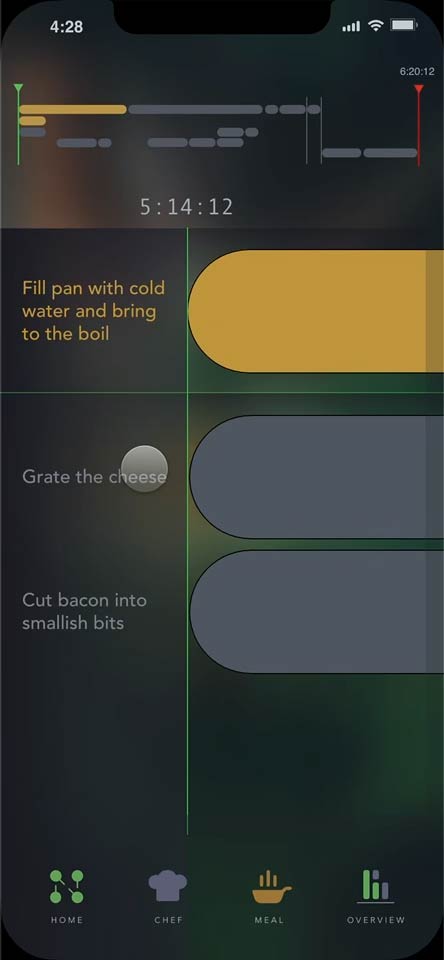 4:28
6:20:12
5:14:12
Fill pan with cold
water and bring
to the boil
Grate the cheese
Cut bacon into
smallish bits
HOME CHEF MEAL OVERVIEW